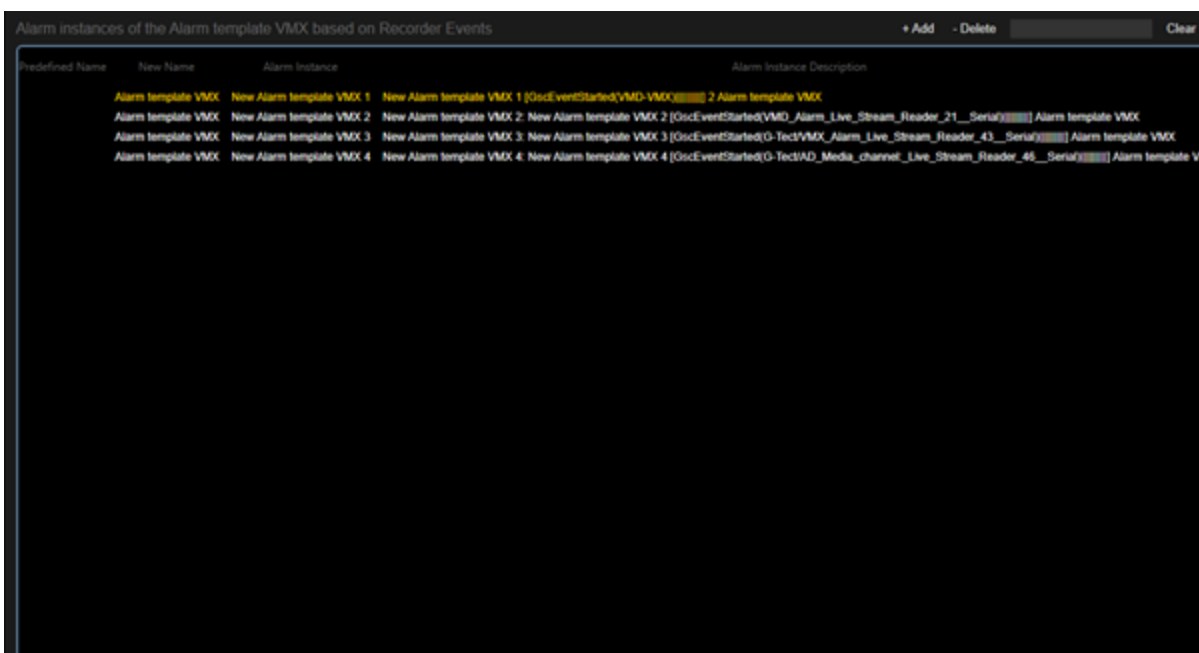 Alarm instances of the Alarm template VMX based on Recorder Events + Add - Delete Clear
Predefined Name New Name Alarm Instance Alarm Instance Description
Alarm template VMX New Alarm template VMX 1 New Alarm template VMX 1 [GscEventStarted(VMD-VMX)( ] 2 Alarm template VMX
Alarm template VMX New Alarm template VMX 2 New Alarm template VMX 2: New Alarm template VMX 2 [GscEventStarted(VMD_Alarm_Live_Stream_Reader_21__Serial)( ] Alarm template VMX
Alarm template VMX New Alarm template VMX 3 New Alarm template VMX 3: New Alarm template VMX 3 [GscEventStarted(G-Tect/VMX_Alarm_Live_Stream_Reader_43__Serial)( ] Alarm template VMX
Alarm template VMX New Alarm template VMX 4 New Alarm template VMX 4: New Alarm template VMX 4 [GscEventStarted(G-Tect/AD_Media_channel:_Live_Stream_Reader_46__Serial)( ] Alarm template V